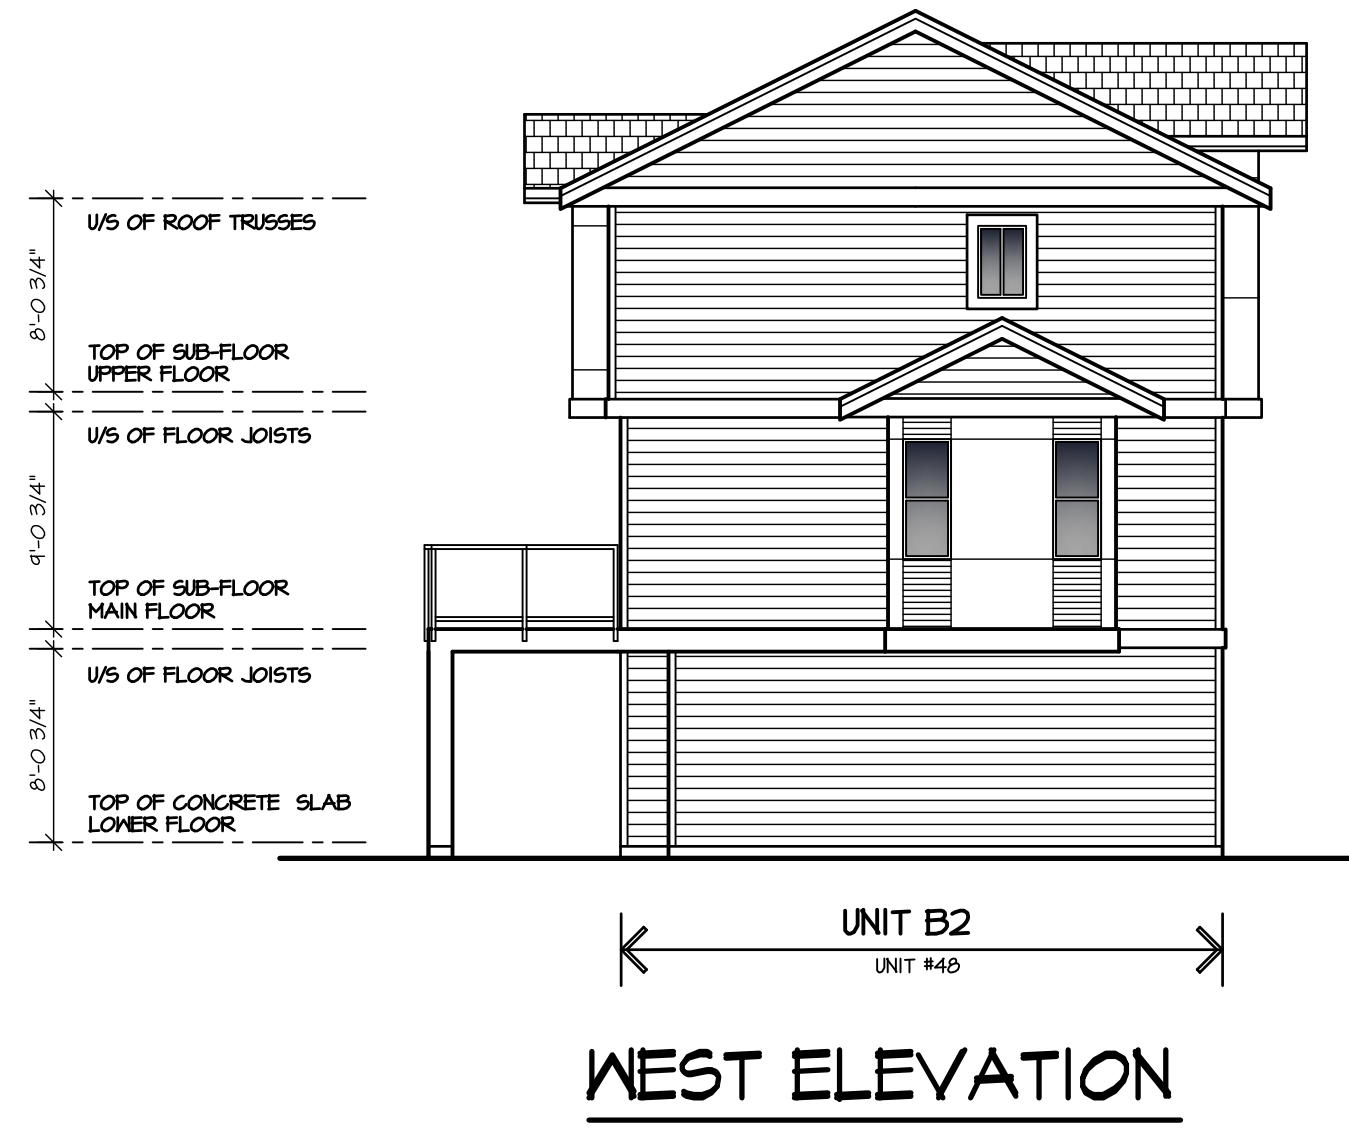 U/S OF ROOF TRUSSES
8'-0 3/4"
TOP OF SUB-FLOOR
UPPER FLOOR
U/S OF FLOOR JOISTS
9'-0 3/4"
TOP OF SUB-FLOOR
MAIN FLOOR
U/S OF FLOOR JOISTS
8'-0 3/4"
TOP OF CONCRETE SLAB
LOWER FLOOR
UNIT B2
UNIT #48
WEST ELEVATION